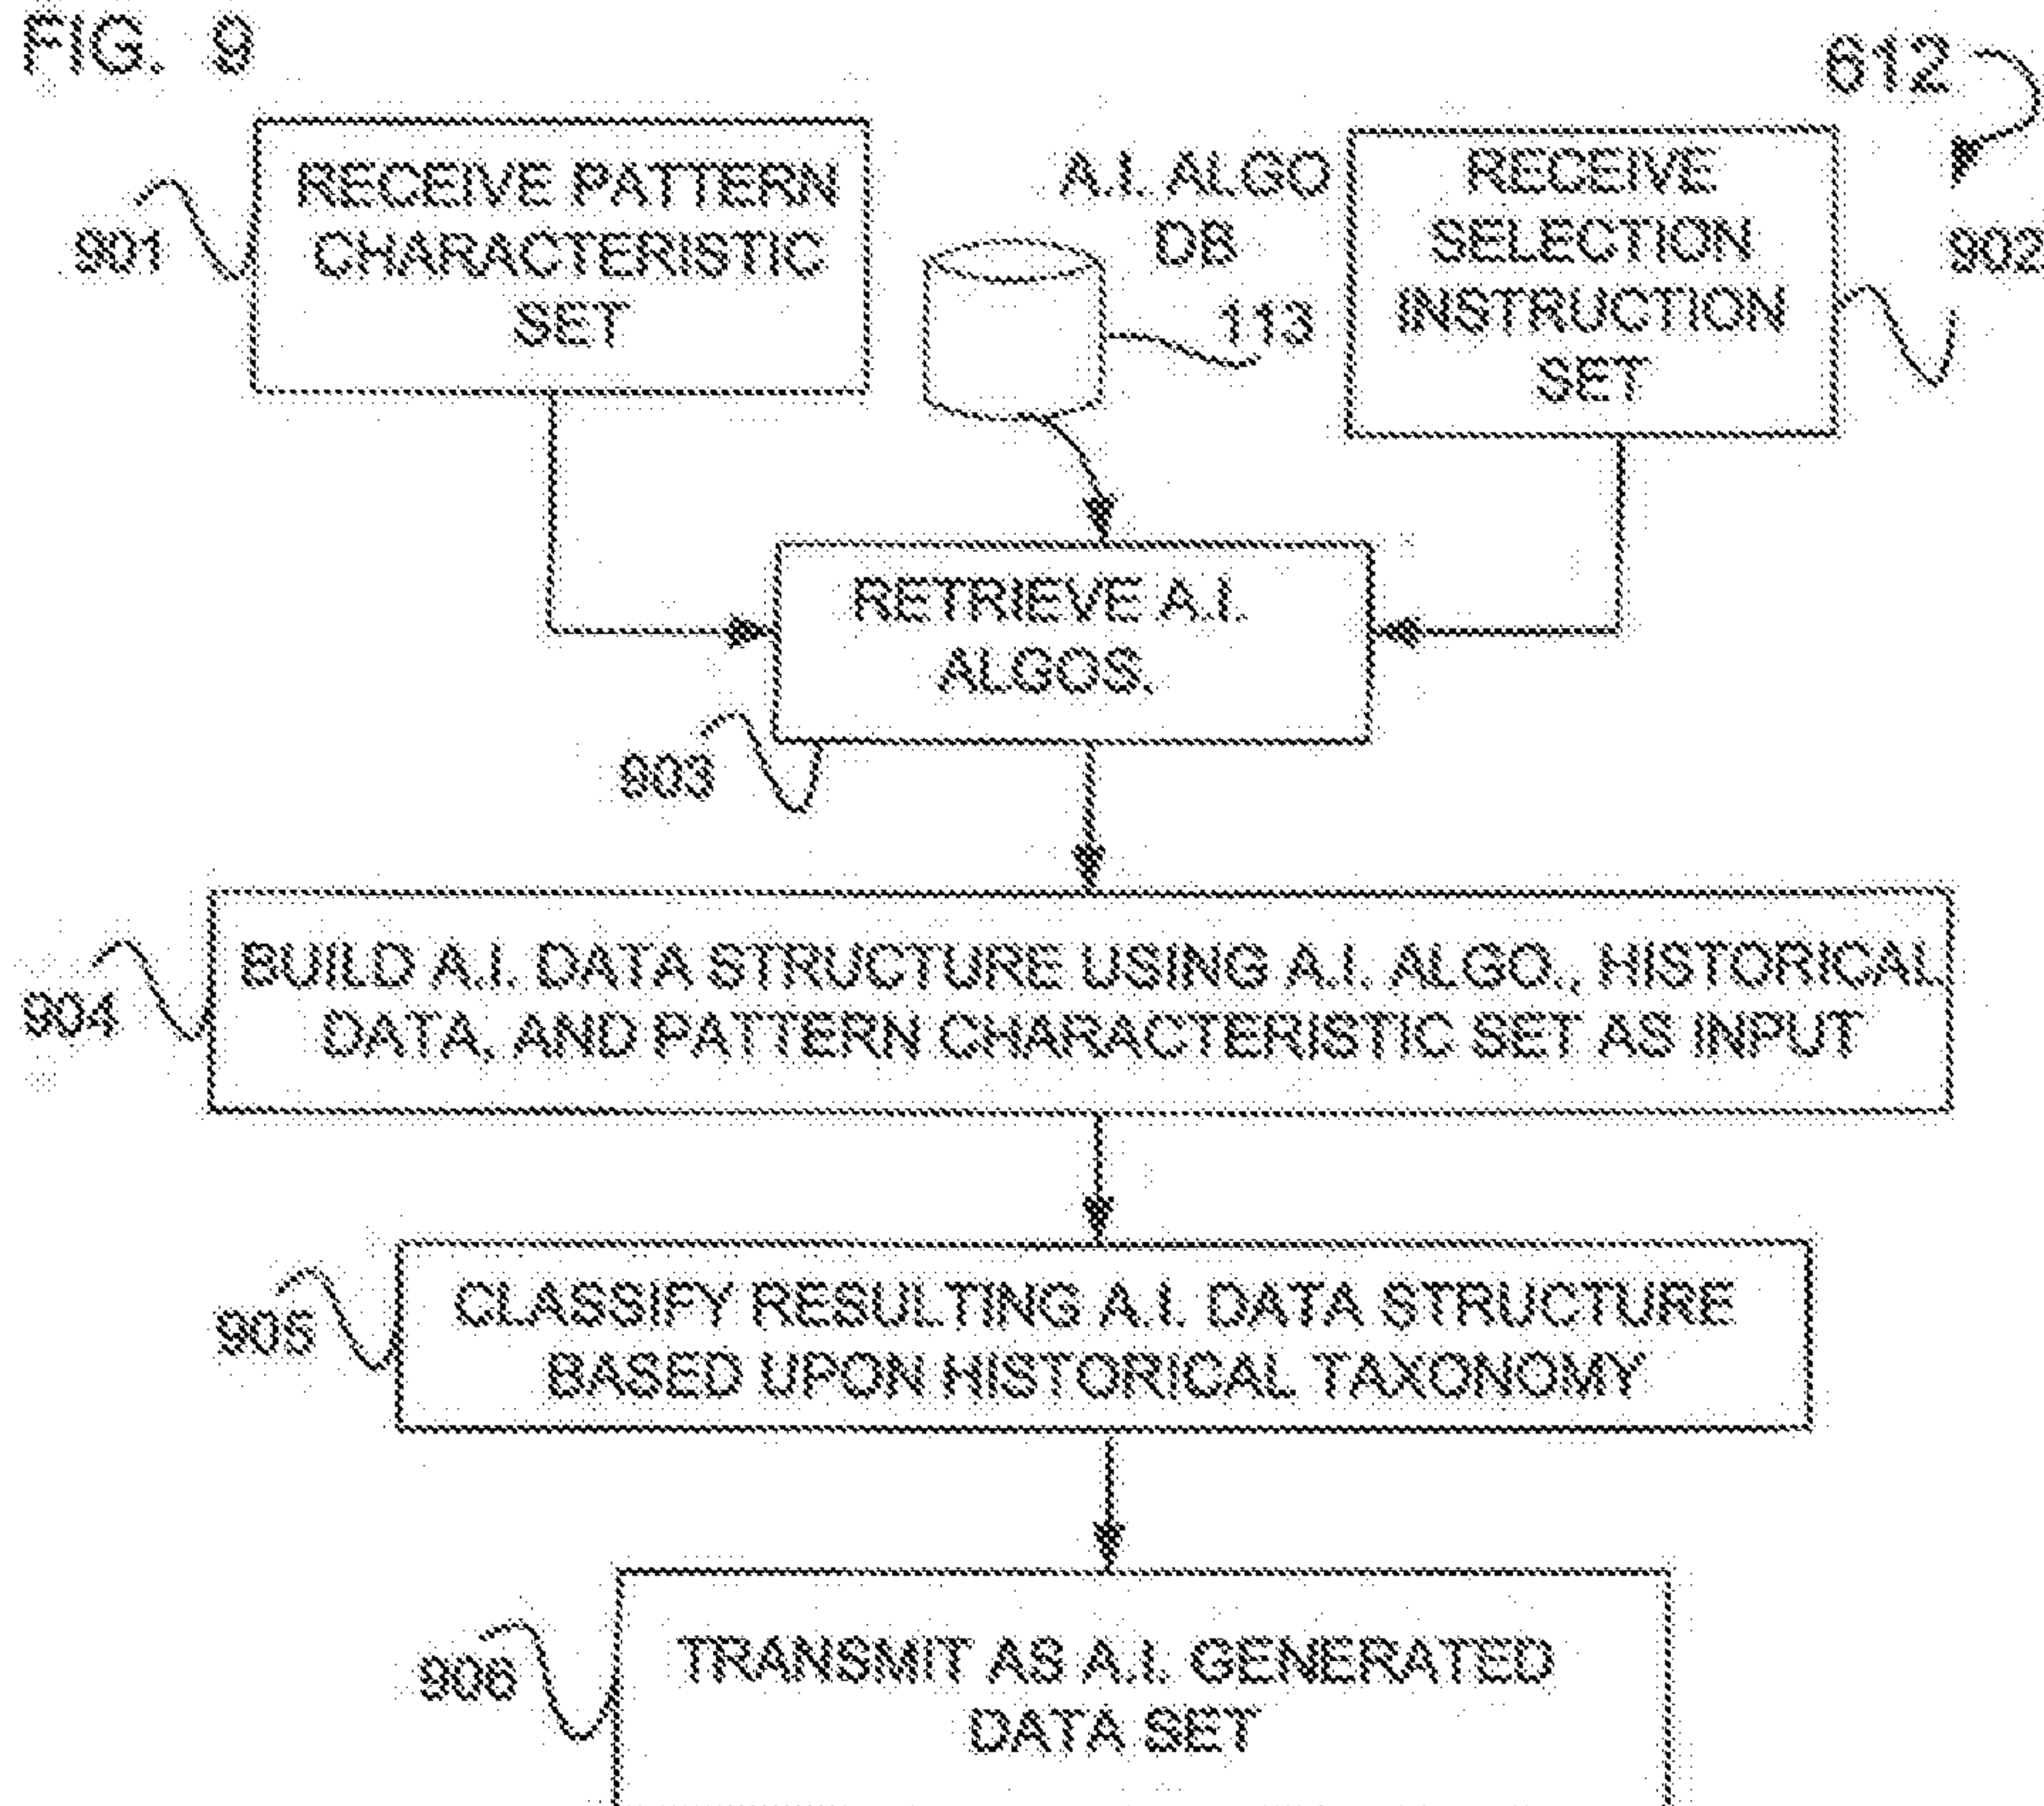 FIG. 9
612
RECEIVE PATTERN
CHARACTERISTIC
SET
901
A.I. ALGO
DB
113
RECEIVE
SELECTION
INSTRUCTION
SET
902
RETRIEVE A.I.
ALGOS.
903
BUILD A.I. DATA STRUCTURE USING A.I. ALGO., HISTORICAL
DATA, AND PATTERN CHARACTERISTIC SET AS INPUT
904
CLASSIFY RESULTING A.I. DATA STRUCTURE
BASED UPON HISTORICAL TAXONOMY
905
TRANSMIT AS A.I. GENERATED
DATA SET
906